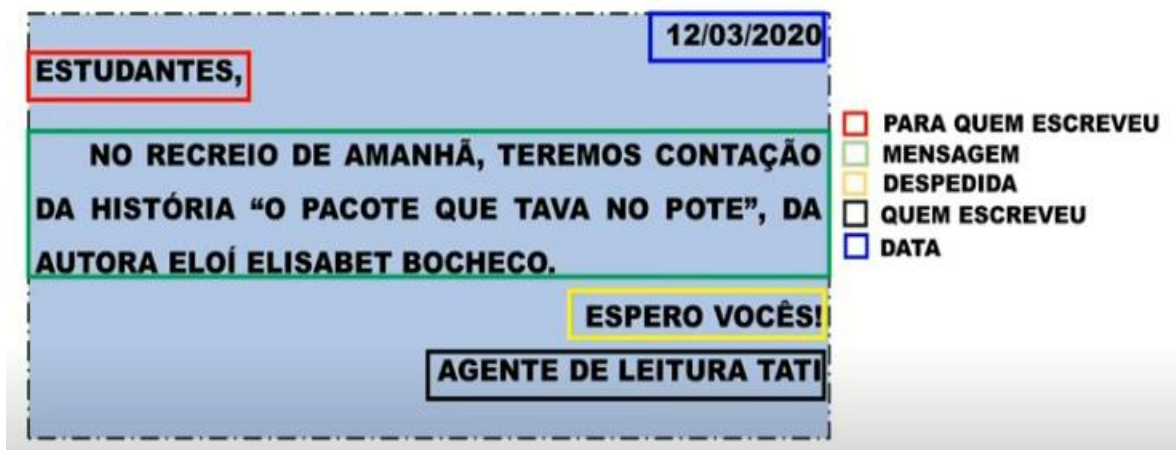 12/03/2020
ESTUDANTES,
NO RECREIO DE AMANHÃ, TEREMOS CONTAÇÃO
DA HISTÓRIA “O PACOTE QUE TAVA NO POTE”, DA
AUTORA ELOÍ ELISABET BOCHECO.
ESPERO VOCÊS!
AGENTE DE LEITURA TATI
PARA QUEM ESCREVEU
MENSAGEM
DESPEDIDA
QUEM ESCREVEU
DATA